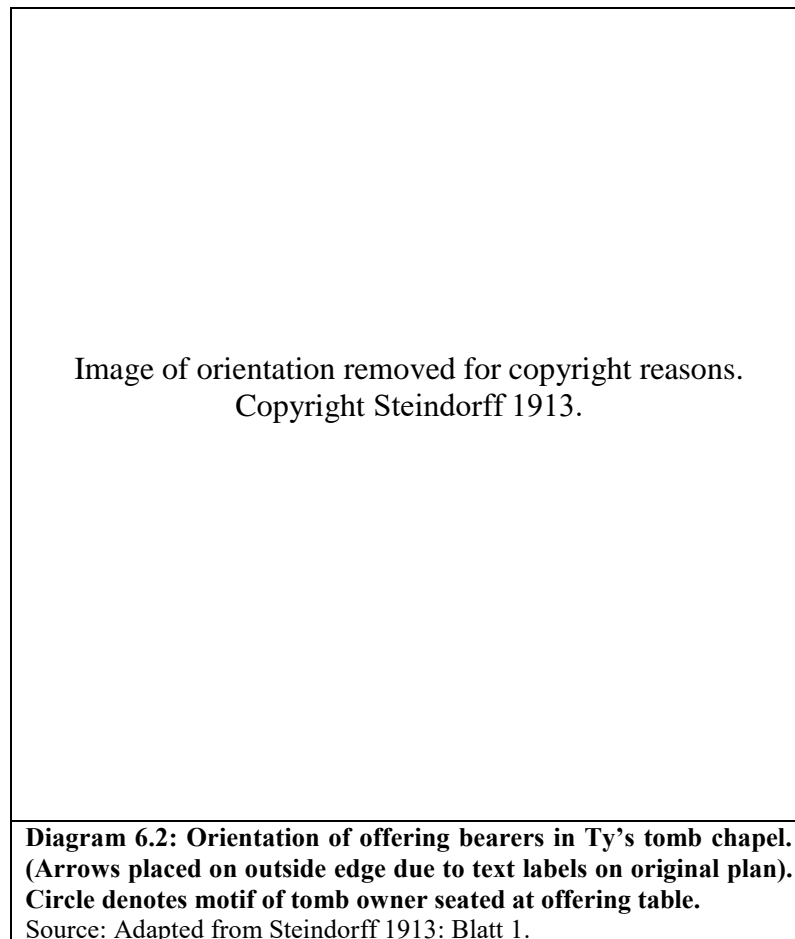 Image of orientation removed for copyright reasons.
Copyright Steindorff 1913.
Diagram 6.2: Orientation of offering bearers in Ty’s tomb chapel.
(Arrows placed on outside edge due to text labels on original plan).
Circle denotes motif of tomb owner seated at offering table.
Source: Adapted from Steindorff 1913: Blatt 1.